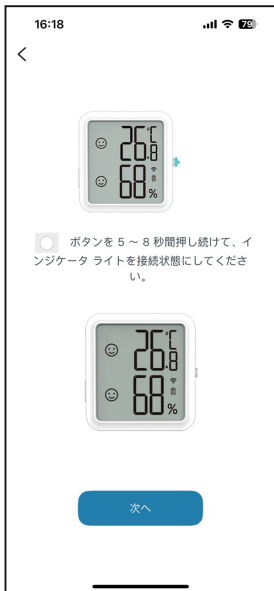 16:18
79
26.8
℃
68
%
ボタンを 5 ~ 8 秒間押し続けて、イ
ンジケータ ライトを接続状態にしてくださ
い。
26.8
℃
68
%
次へ